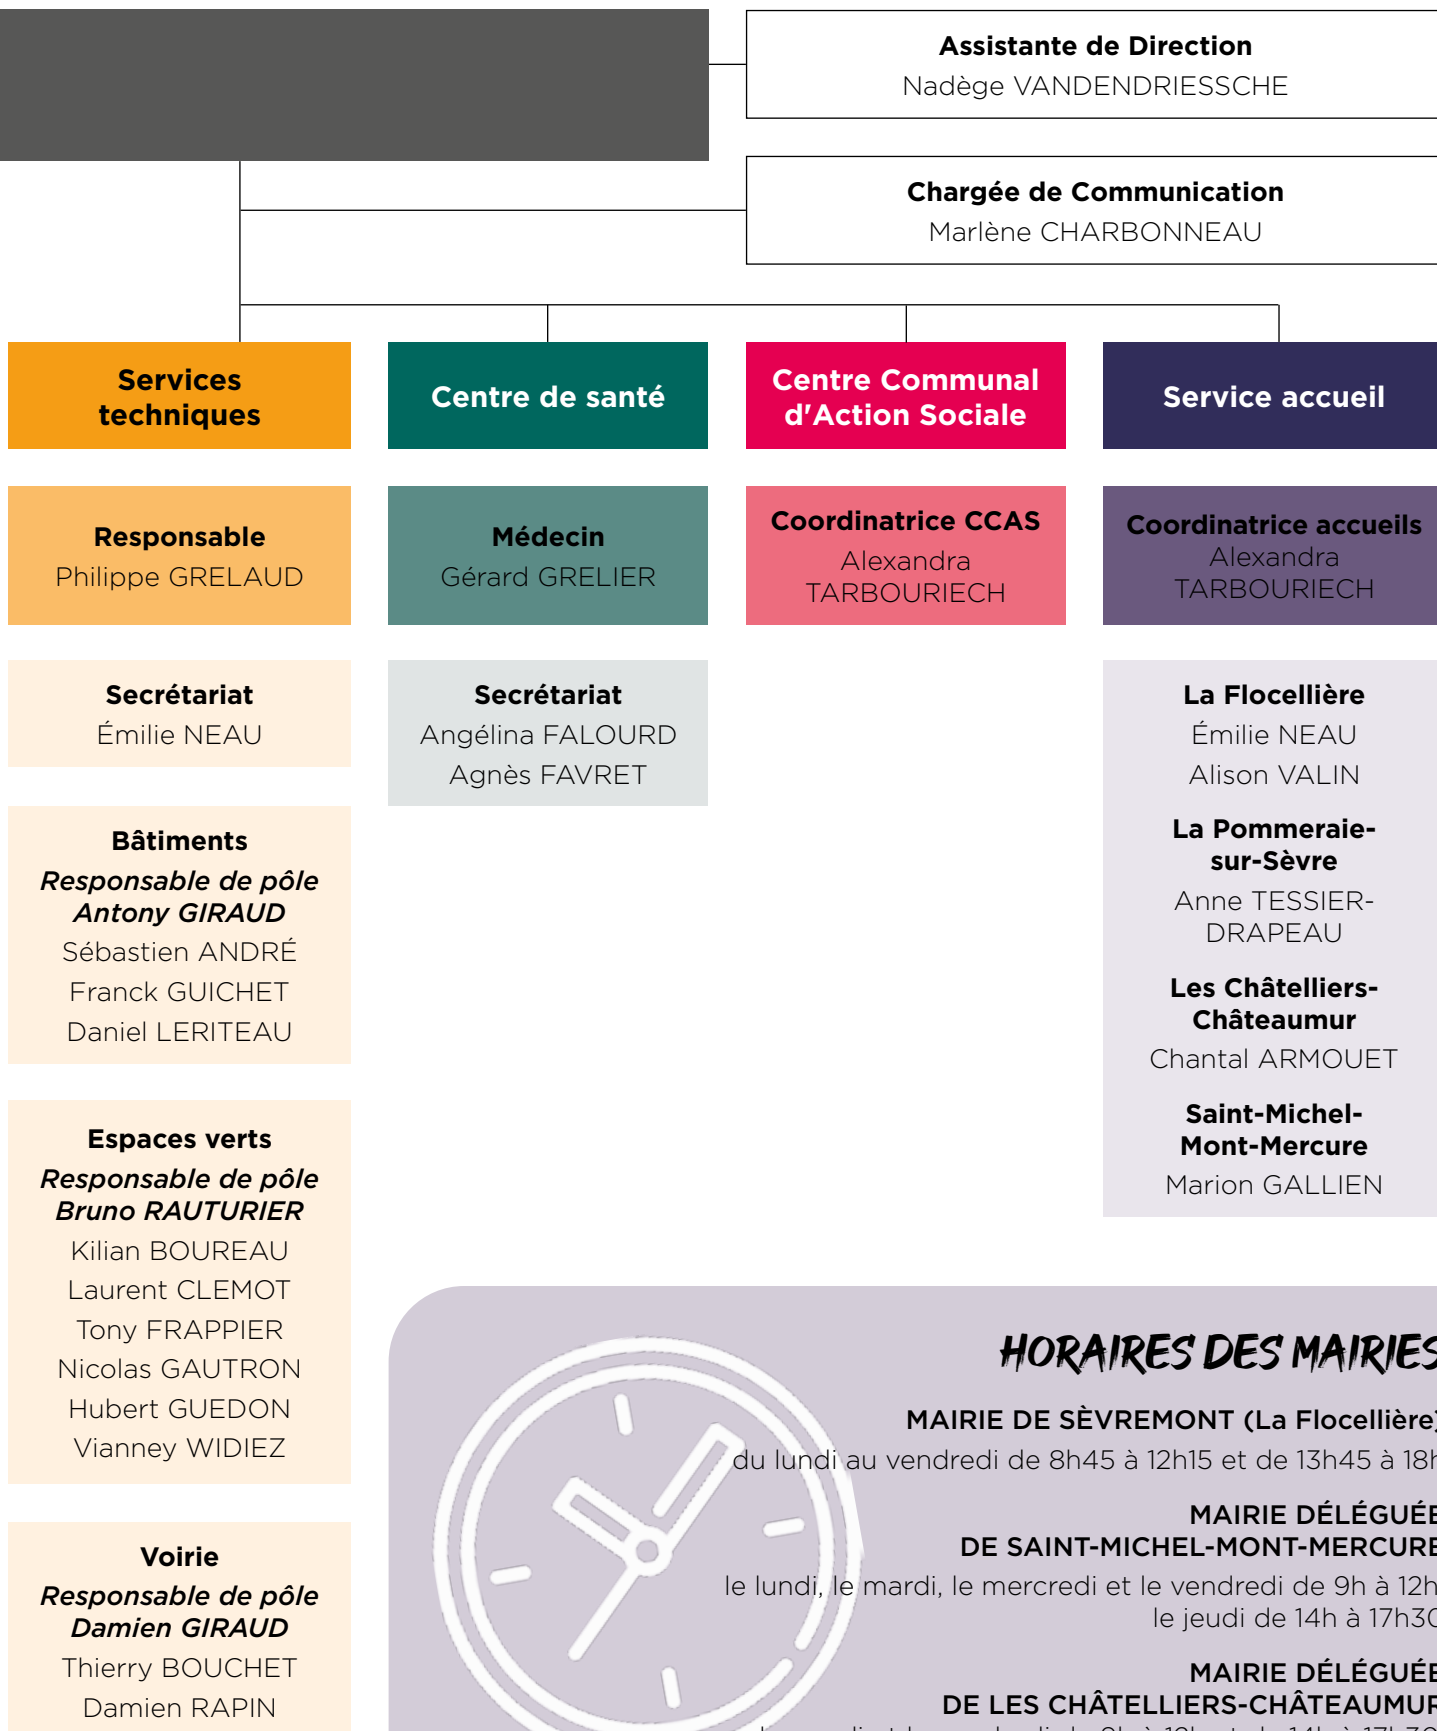 Assistante de Direction
Nadège VANDENDRIESSCHE
Chargée de Communication
Marlène CHARBONNEAU
Services
techniques
Responsable
Philippe GRELAUD
Secrétariat
Émilie NEAU
Bâtiments
Responsable de pôle
Antony GIRAUD
Sébastien ANDRÉ
Franck GUICHET
Daniel LERITEAU
Espaces verts
Responsable de pôle
Bruno RAUTURIER
Kilian BOUREAU
Laurent CLEMOT
Tony FRAPPIER
Nicolas GAUTRON
Hubert GUEDON
Vianney WIDIEZ
Voirie
Responsable de pôle
Damien GIRAUD
Thierry BOUCHET
Damien RAPIN
Centre de santé
Médecin
Gérard GRELIER
Secrétariat
Angélina FALOURD
Agnès FAVRET
Centre Communal
d'Action Sociale
Coordinatrice CCAS
Alexandra
TARBOURIECH
Service accueil
Coordinatrice accueils
Alexandra
TARBOURIECH
La Flocellière
Émilie NEAU
Alison VALIN
La Pommeraie-
sur-Sèvre
Anne TESSIER-
DRAPEAU
Les Châtelliers-
Châteaumur
Chantal ARMOUET
Saint-Michel-
Mont-Mercure
Marion GALLIEN
HORAIRES DES MAIRIES
MAIRIE DE SÈVREMONT (La Flocellière)
du lundi au vendredi de 8h45 à 12h15 et de 13h45 à 18h
MAIRIE DÉLÉGUÉE
DE SAINT-MICHEL-MONT-MERCURE
le lundi, le mardi, le mercredi et le vendredi de 9h à 12h
le jeudi de 14h à 17h30
MAIRIE DÉLÉGUÉE
DE LES CHÂTELLIERS-CHÂTEAUMUR